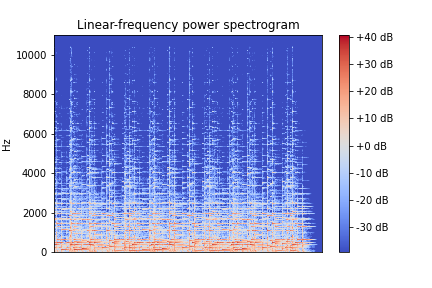 Linear-frequency power spectrogram
Hz
10000
8000
6000
4000
2000
0
+40 dB
+30 dB
+20 dB
+10 dB
+0 dB
-10 dB
-20 dB
-30 dB